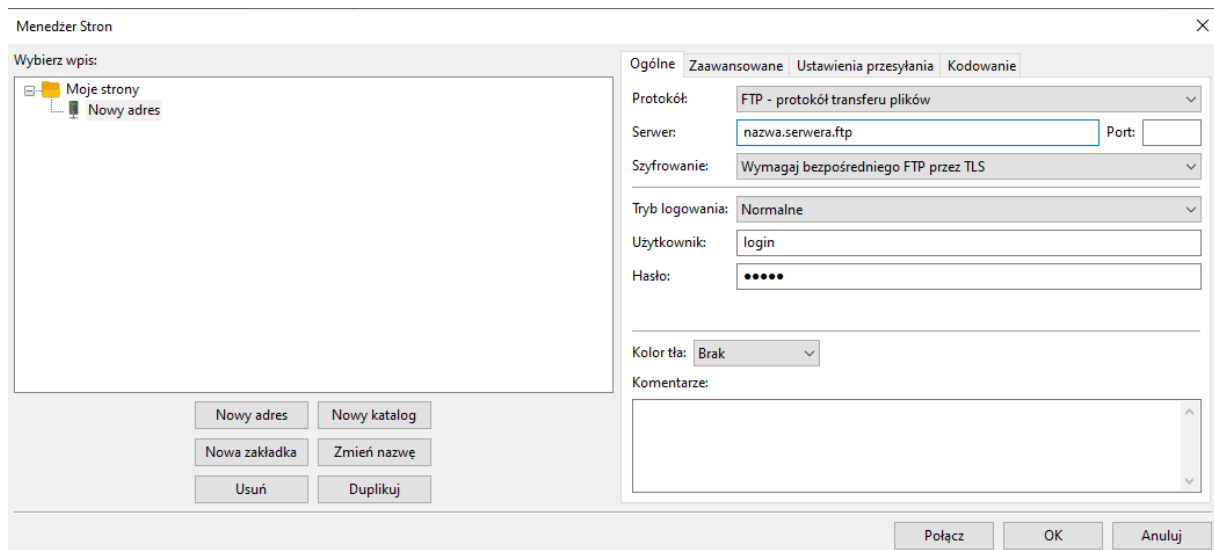 Menedżer Stron
Wybierz wpis:
Moje strony
Nowy adres
Nowy adres Nowy katalog
Nowa zakładka Zmień nazwę
Usuń Duplikuj
Ogólne Zaawansowane Ustawienia przesyłania Kodowanie
Protokół: FTP - protokół transferu plików
Serwer: nazwa.serwera.ftp Port:
Szyfrowanie: Wymagaj bezpośredniego FTP przez TLS
Tryb logowania: Normalne
Użytkownik: login
Hasło: •••••
Kolor tła: Brak
Komentarze:
Połącz OK Anuluj